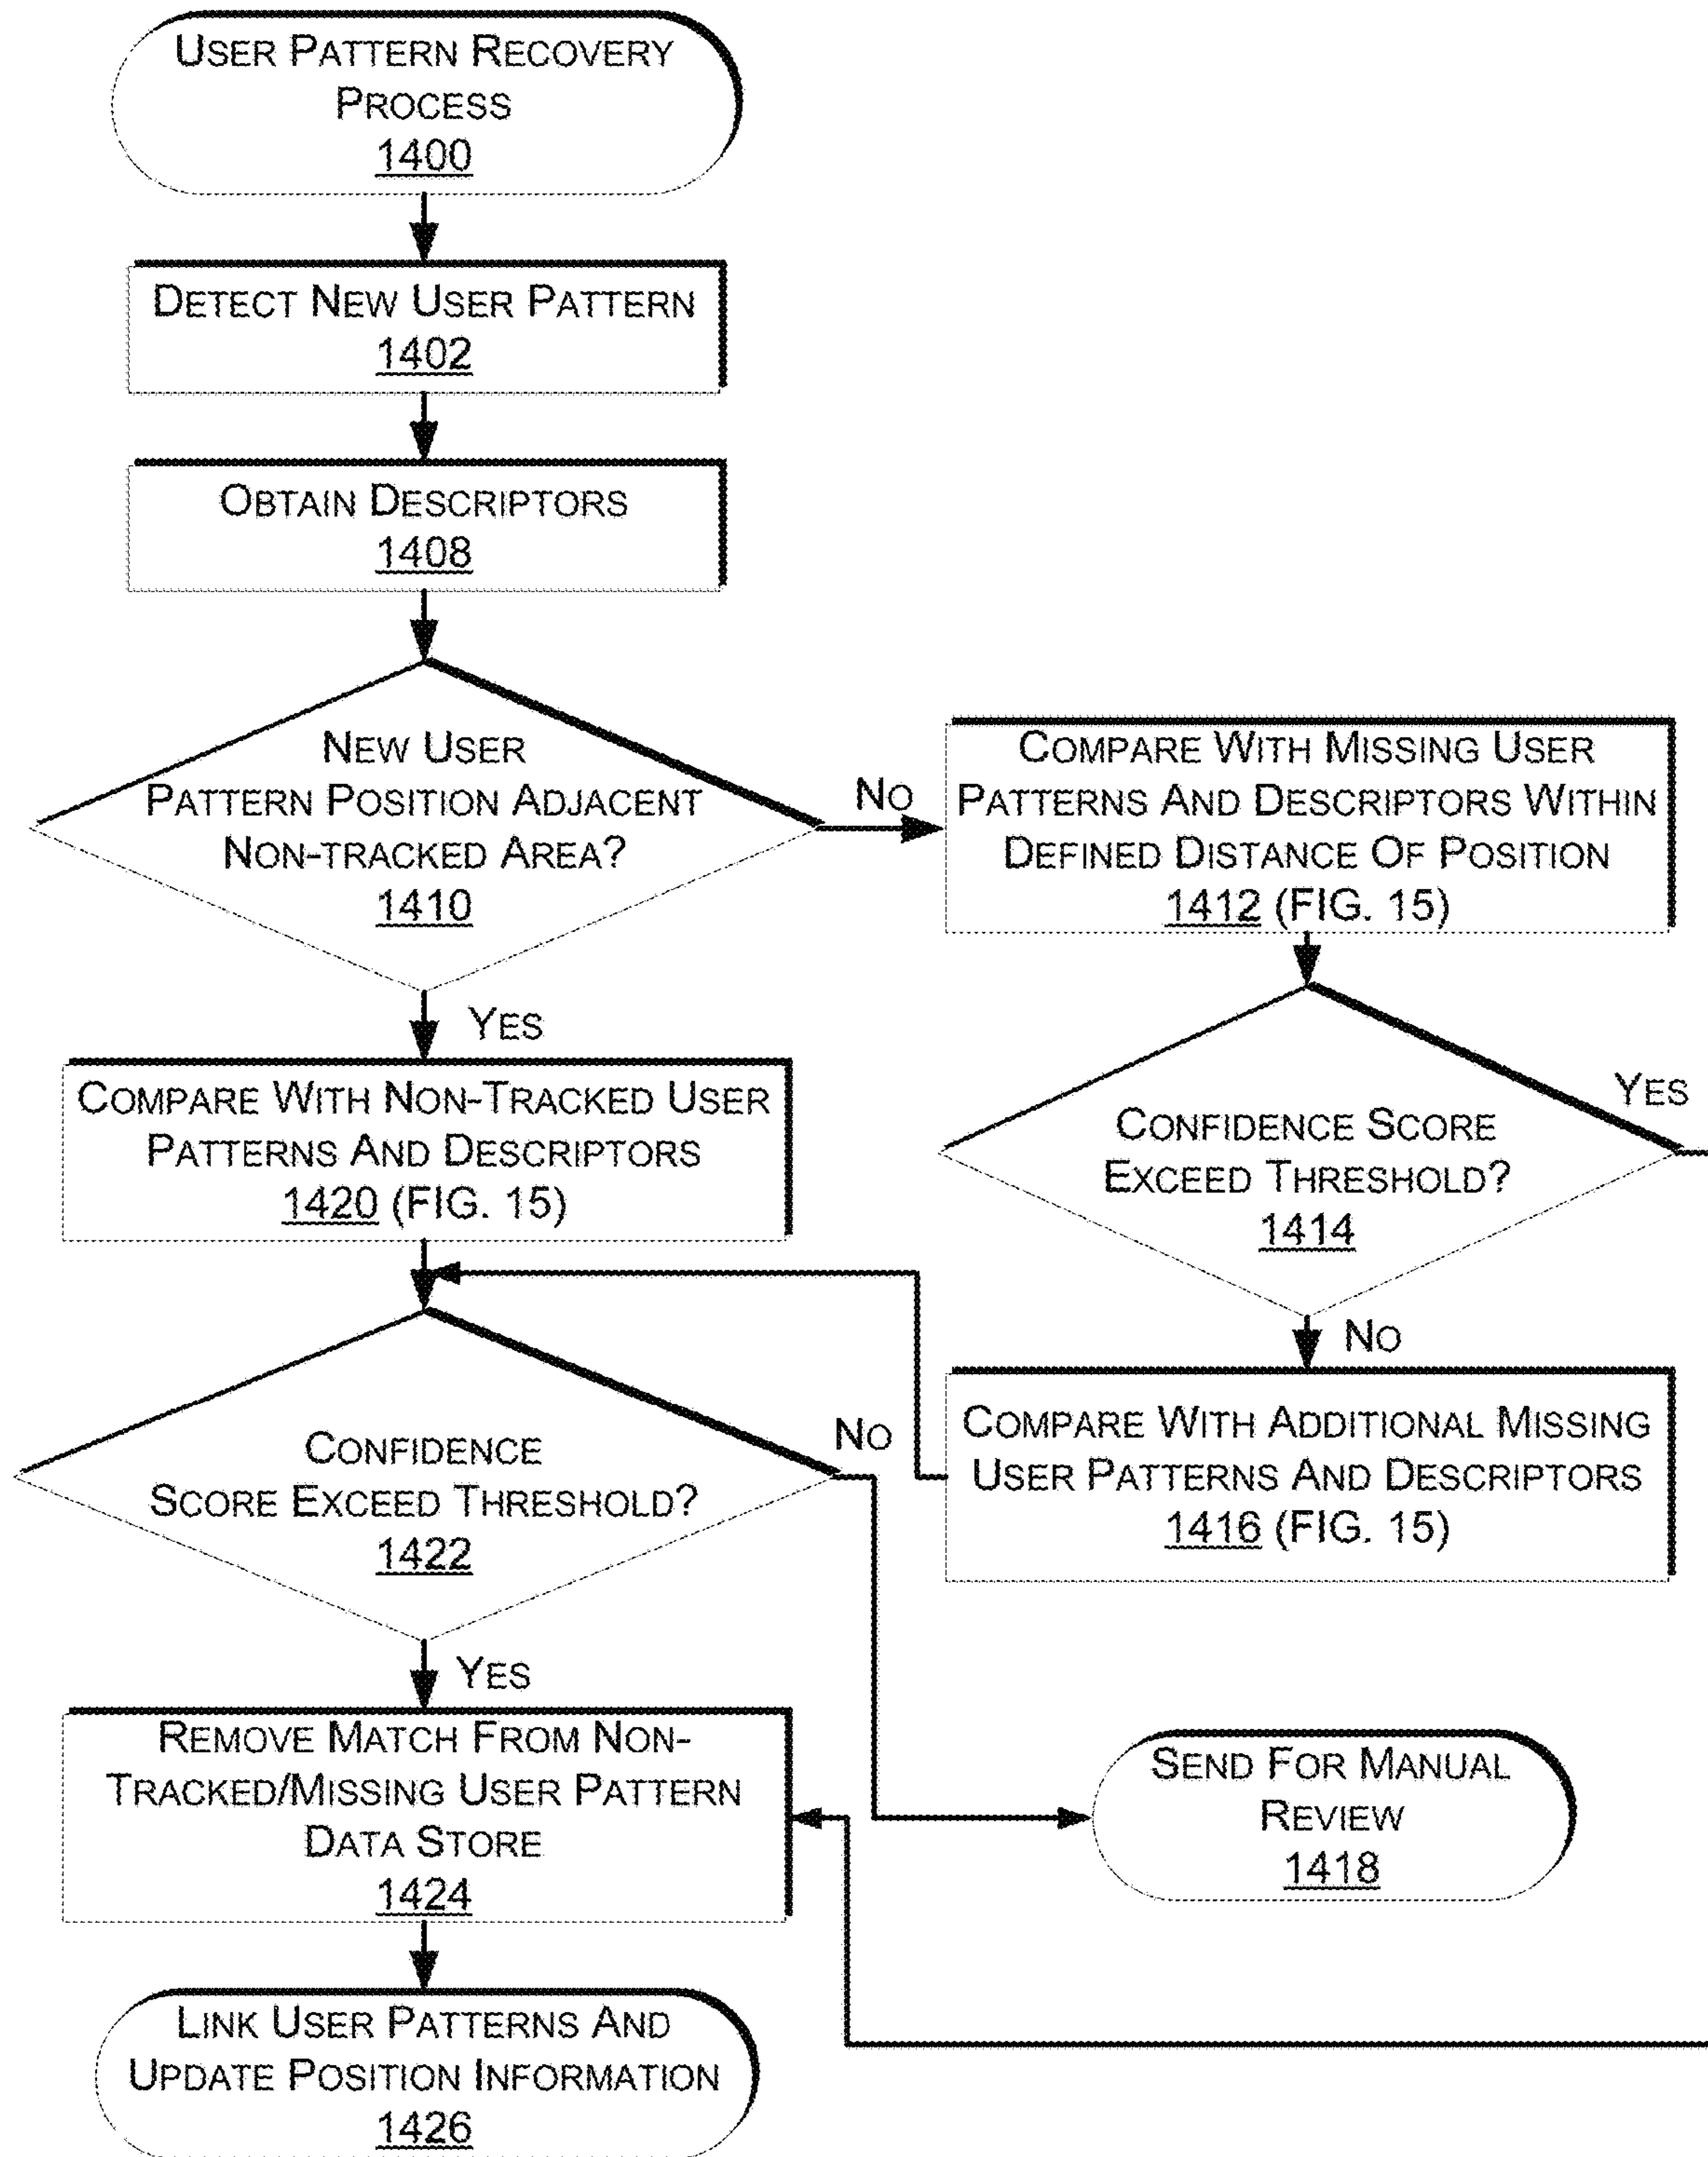 USER PATTERN RECOVERY
PROCESS
1400
DETECT NEW USER PATTERN
1402
OBTAIN DESCRIPTORS
1408
NEW USER
PATTERN POSITION ADJACENT
NON-TRACKED AREA?
1410
NO
COMPARE WITH MISSING USER
PATTERNS AND DESCRIPTORS WITHIN
DEFINED DISTANCE OF POSITION
1412 (FIG. 15)
YES
COMPARE WITH NON-TRACKED USER
PATTERNS AND DESCRIPTORS
1420 (FIG. 15)
CONFIDENCE SCORE
EXCEED THRESHOLD?
1414
YES
NO
COMPARE WITH ADDITIONAL MISSING
USER PATTERNS AND DESCRIPTORS
1416 (FIG. 15)
CONFIDENCE
SCORE EXCEED THRESHOLD?
1422
NO
YES
REMOVE MATCH FROM NON-
TRACKED/MISSING USER PATTERN
DATA STORE
1424
SEND FOR MANUAL
REVIEW
1418
LINK USER PATTERNS AND
UPDATE POSITION INFORMATION
1426